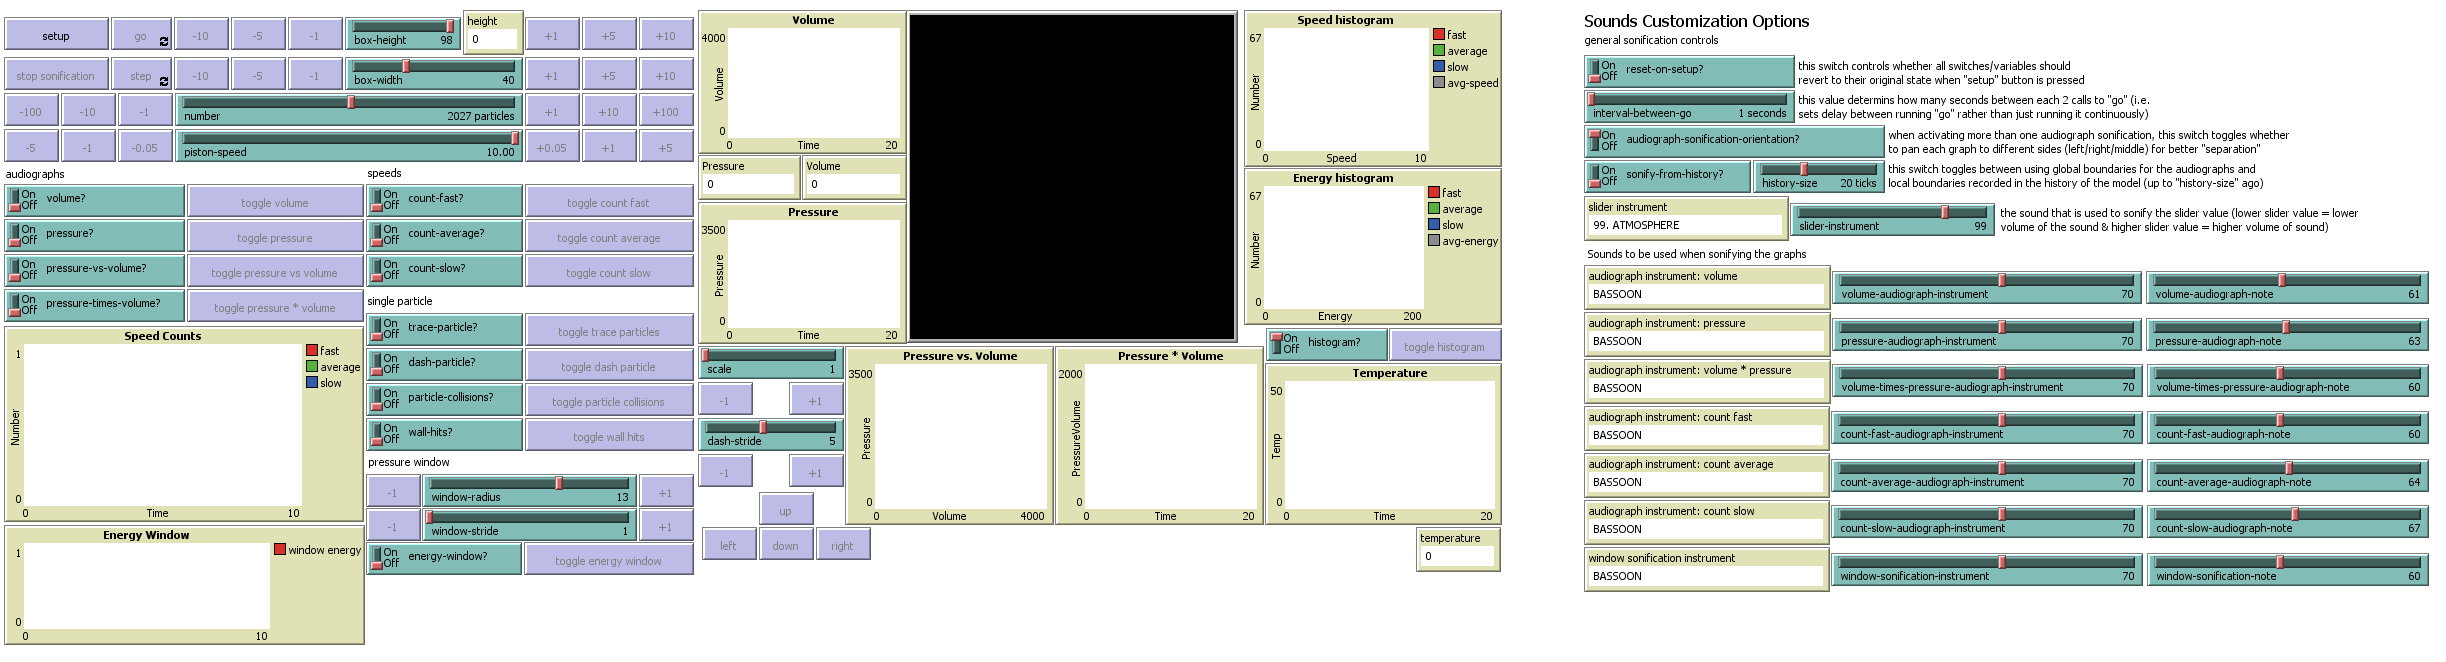 setup
go
-10
-5
-1
box-height 98
height
0
+1
+5
+10
stop sonification
step
-10
-5
-1
box-width 40
+1
+5
+10
-100
-10
-1
number 2027 particles
+1
+10
+100
-5
-1
-0.05
piston-speed 10.00
+0.05
+1
+5
audiographs
On
Off
volume?
toggle volume
On
Off
pressure?
toggle pressure
On
Off
pressure-vs-volume?
toggle pressure vs volume
On
Off
pressure-times-volume?
toggle pressure * volume
speeds
On
Off
count-fast?
toggle count fast
On
Off
count-average?
toggle count average
On
Off
count-slow?
toggle count slow
single particle
On
Off
trace-particle?
toggle trace particles
On
Off
dash-particle?
toggle dash particle
On
Off
particle-collisions?
toggle particle collisions
On
Off
wall-hits?
toggle wall hits
pressure window
-1
window-radius 13
+1
-1
window-stride 1
+1
On
Off
energy-window?
toggle energy window
Speed Counts
1
Number
0
0 Time 10
fast
average
slow
Energy Window
1
0
0 10
window energy
Volume
4000
Volume
0
0 Time 20
Pressure
0
Volume
0
Pressure
3500
Pressure
0
0 Time 20
scale 1
-1
+1
dash-stride 5
-1
+1
up
left
down
right
Pressure vs. Volume
3500
Pressure
0
0 Volume 4000
Pressure * Volume
2000
PressureVolume
0
0 Time 20
Speed histogram
67
Number
0
0 Speed 10
fast
average
slow
avg-speed
Energy histogram
67
Number
0
0 Energy 200
fast
average
slow
avg-energy
On
Off
histogram?
toggle histogram
Temperature
50
Temp
0
0 Time 20
temperature
0
Sounds Customization Options
general sonification controls
On
Off
reset-on-setup?
this switch controls whether all switches/variables should
revert to their original state when "setup" button is pressed
interval-between-go 1 seconds
this value determins how many seconds between each 2 calls to "go" (i.e.
sets delay between running "go" rather than just running it continuously)
On
Off
audiograph-sonification-orientation?
when activating more than one audiograph sonification, this switch toggles whether
to pan each graph to different sides (left/right/middle) for better "separation"
On
Off
sonify-from-history?
history-size 20 ticks
this switch toggles between using global boundaries for the audiographs and
local boundaries recorded in the history of the model (up to "history-size" ago)
slider instrument
99. ATMOSPHERE
slider-instrument 99
the sound that is used to sonify the slider value (lower slider value = lower
volume of the sound & higher slider value = higher volume of sound)
Sounds to be used when sonifying the graphs
audiograph instrument: volume
BASSOON
volume-audiograph-instrument 70
volume-audiograph-note 61
audiograph instrument: pressure
BASSOON
pressure-audiograph-instrument 70
pressure-audiograph-note 63
audiograph instrument: volume * pressure
BASSOON
volume-times-pressure-audiograph-instrument 70
volume-times-pressure-audiograph-note 60
audiograph instrument: count fast
BASSOON
count-fast-audiograph-instrument 70
count-fast-audiograph-note 60
audiograph instrument: count average
BASSOON
count-average-audiograph-instrument 70
count-average-audiograph-note 64
audiograph instrument: count slow
BASSOON
count-slow-audiograph-instrument 70
count-slow-audiograph-note 67
window sonification instrument
BASSOON
window-sonification-instrument 70
window-sonification-note 60